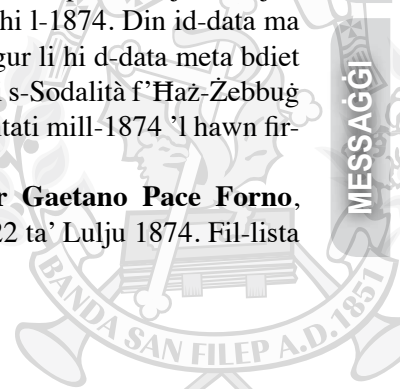 hi l-1874. Din id-data ma
gur li hi d-data meta bdiet
s-Sodalità f'Ħaż-Żebbuġ
tati mill-1874 'l hawn fir-
r Gaetano Pace Forno,
22 ta' Lulju 1874. Fil-lista
MESSAĠĠI
BANDA SAN FILEP A.D. 1851